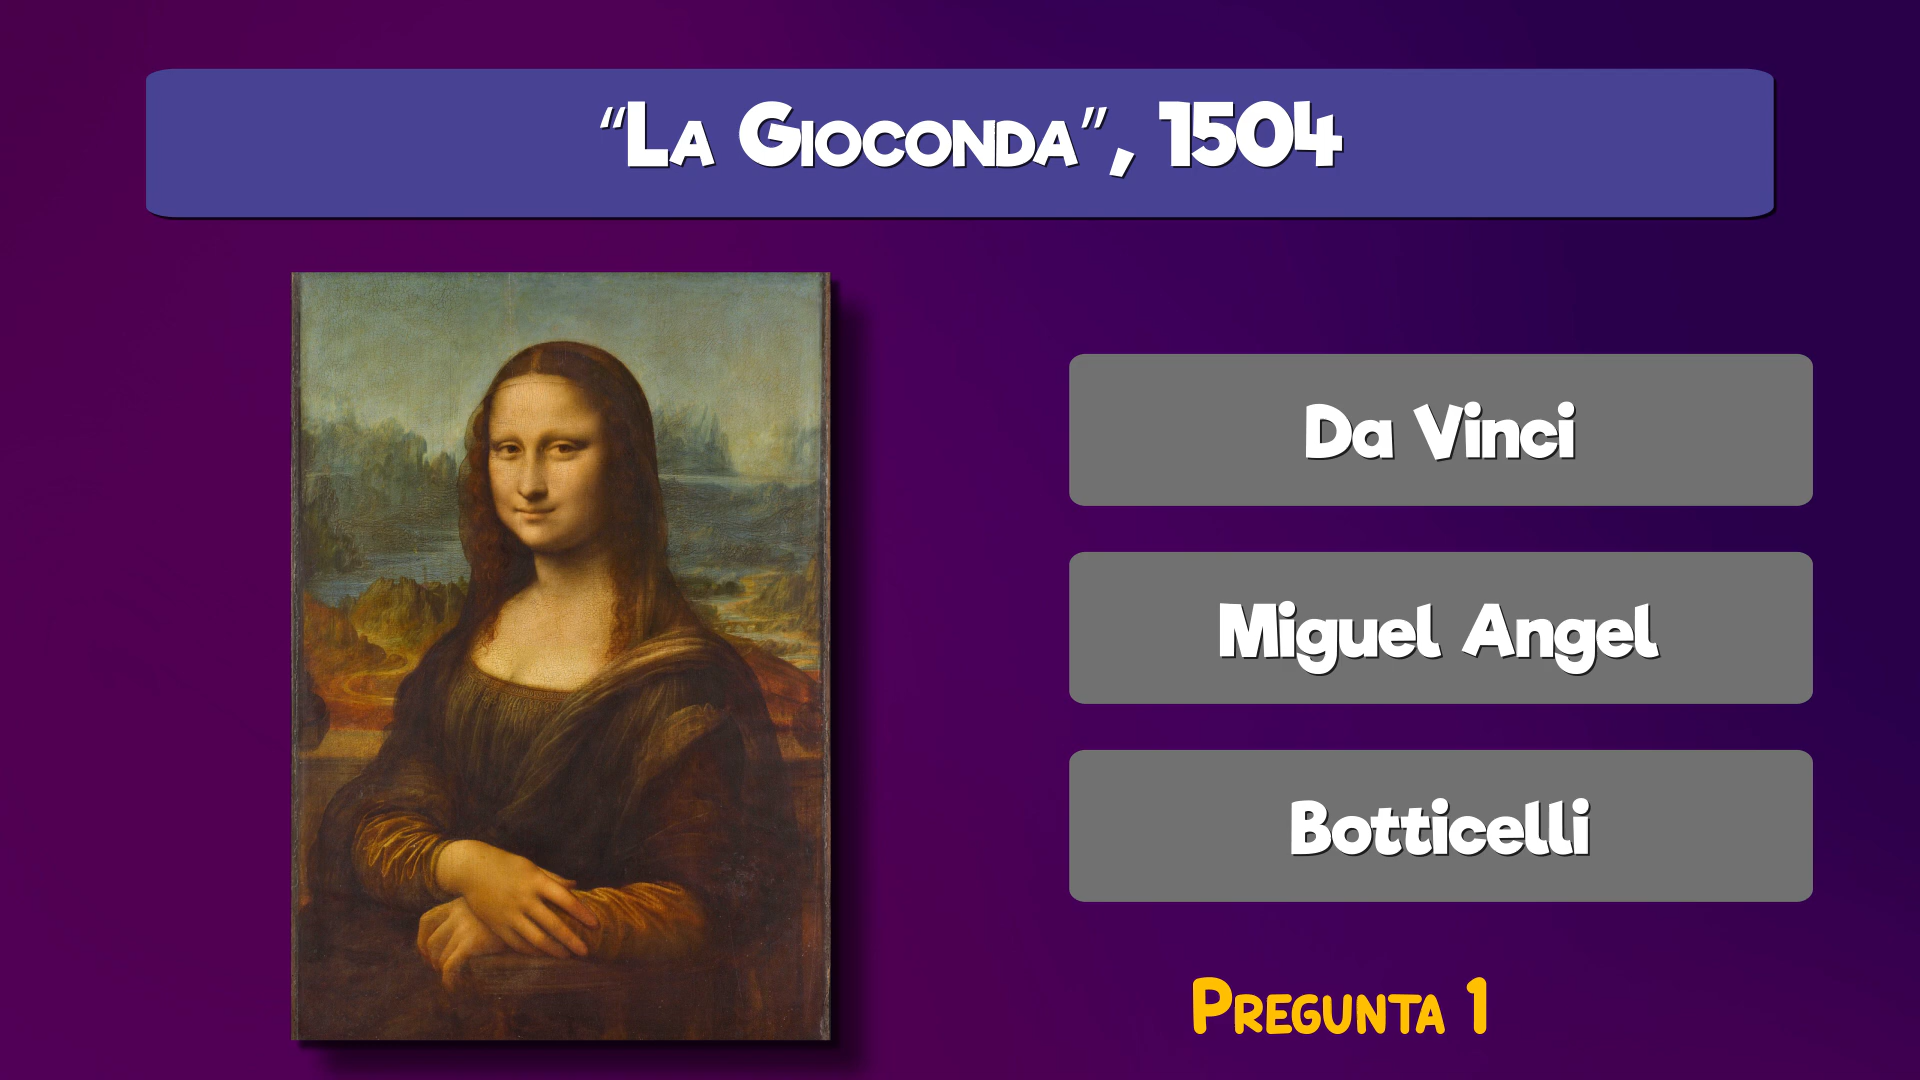 “La Gioconda”, 1504
Da Vinci
Miguel Angel
Botticelli
Pregunta 1